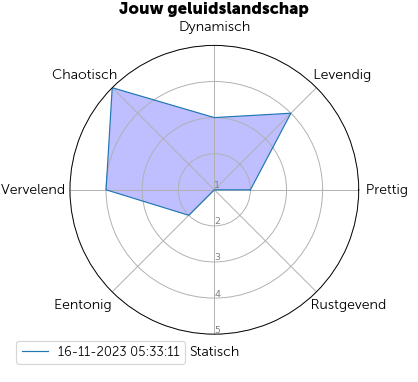 Jouw geluidslandschap
Dynamisch
Chaotisch
Levendig
Vervelend
1
Prettig
2
3
4
Eentonig
Rustgevend
5
16-11-2023 05:33:11
Statisch